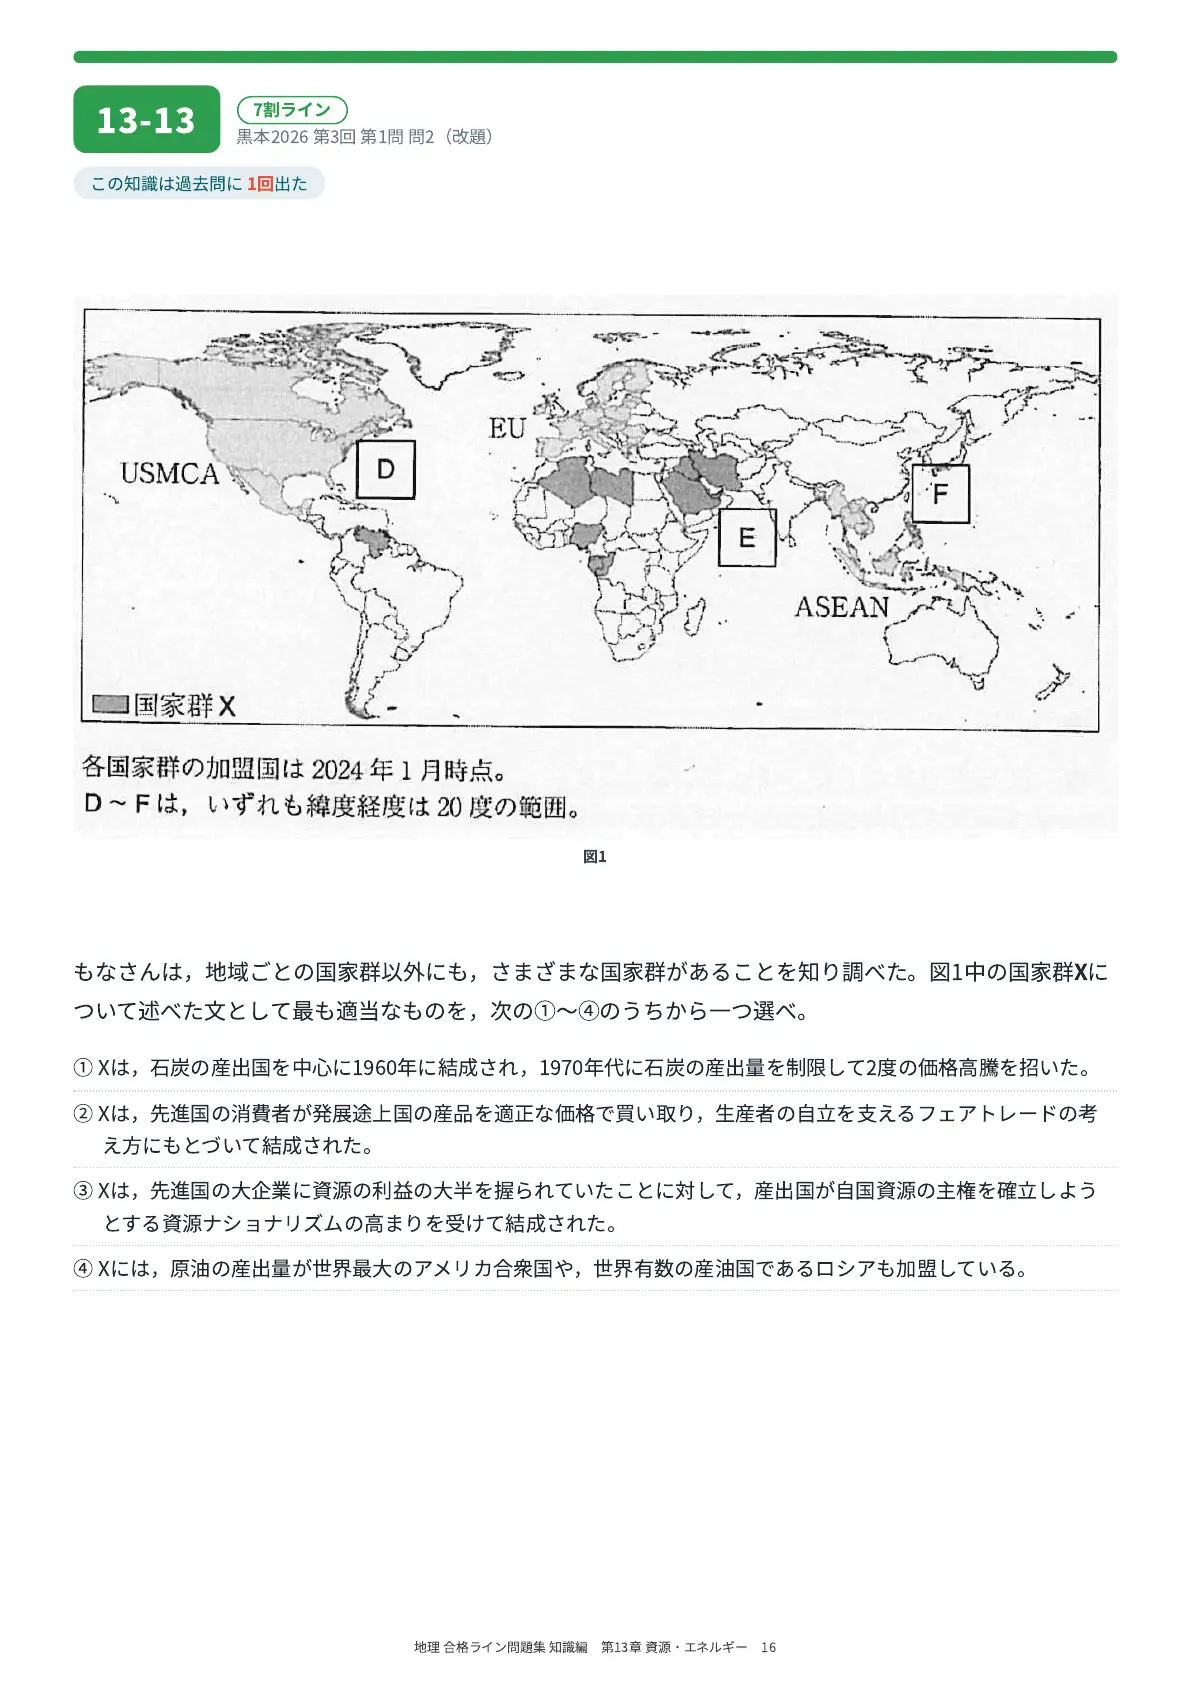 13-13
7割ライン
黒本2026 第3回 第1問 問2（改題）
この知識は過去問に 1回出た
EU
USMCA
D
F
E
ASEAN
国家群X
各国家群の加盟国は 2024 年 1 月時点。
D～Fは，いずれも緯度経度は 20 度の範囲。
図1
もなさんは，地域ごとの国家群以外にも，さまざまな国家群があることを知り調べた。図1中の国家群Xに
ついて述べた文として最も適当なものを，次の①～④のうちから一つ選べ。
① Xは，石炭の産出国を中心に1960年に結成され，1970年代に石炭の産出量を制限して2度の価格高騰を招いた。
② Xは，先進国の消費者が発展途上国の産品を適正な価格で買い取り，生産者の自立を支えるフェアトレードの考
え方にもとづいて結成された。
③ Xは，先進国の大企業に資源の利益の大半を握られていたことに対して，産出国が自国資源の主権を確立しよう
とする資源ナショナリズムの高まりを受けて結成された。
④ Xには，原油の産出量が世界最大のアメリカ合衆国や，世界有数の産油国であるロシアも加盟している。
地理 合格ライン問題集 知識編　第13章 資源・エネルギー　16